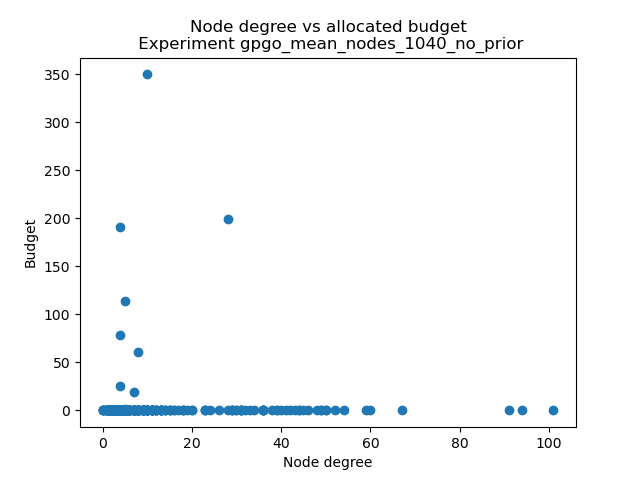 Node degree vs allocated budget
Experiment gpgo_mean_nodes_1040_no_prior
350
300
250
200
150
100
50
0
Budget
0 20 40 60 80 100
Node degree